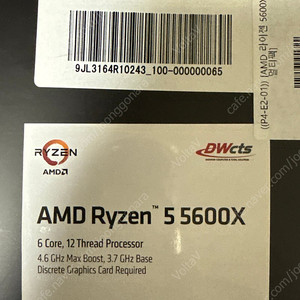 9JL3164R10243_100-000000065
((P4-E2-01)) [AMD 라이젠 5600X
멀티팩]
RYZEN
AMD
DWcts
AMD Ryzen™ 5 5600X
6 Core, 12 Thread Processor
4.6 GHz Max Boost, 3.7 GHz Base
Discrete Graphics Card Required